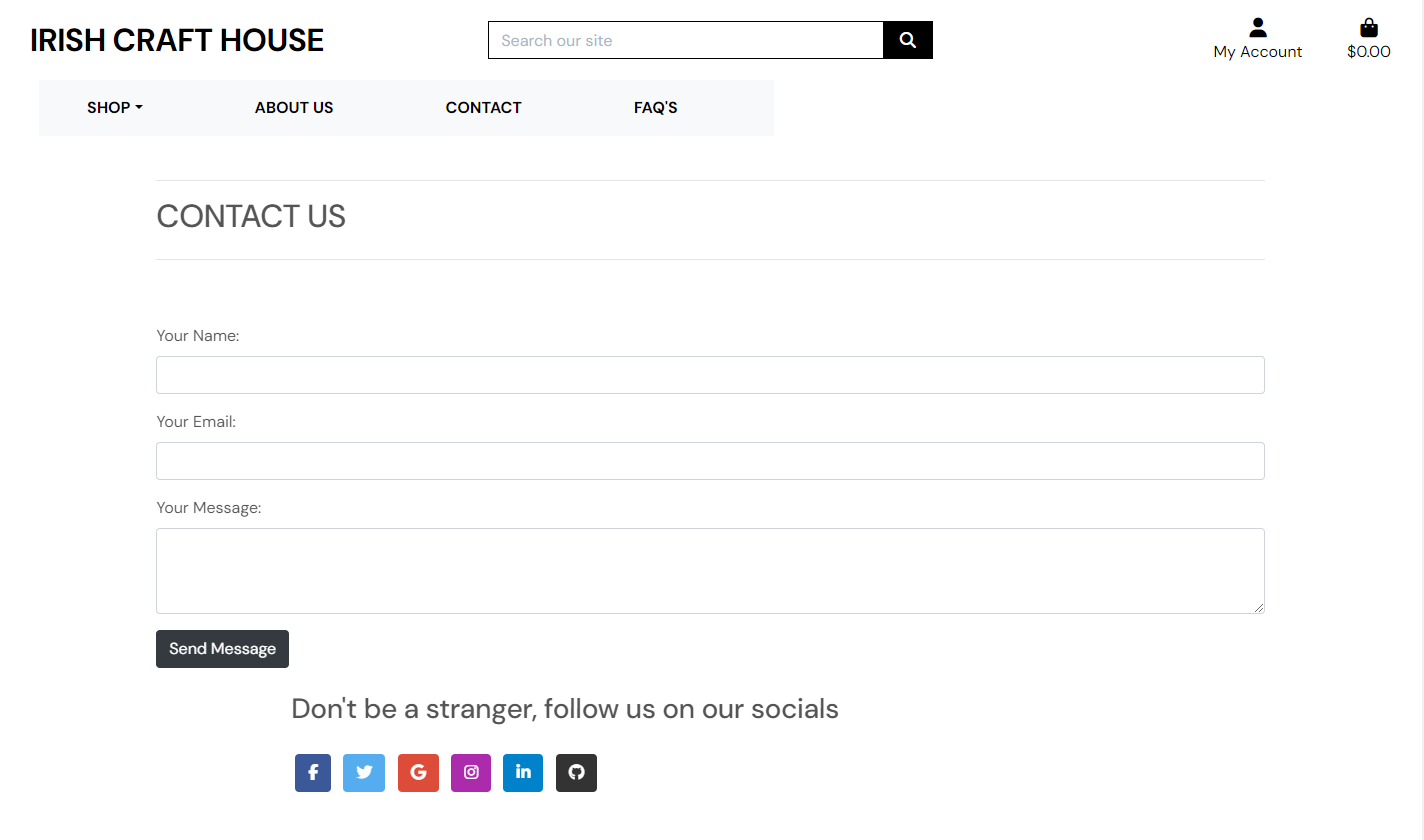 IRISH CRAFT HOUSE
Search our site
My Account
$0.00
SHOP
ABOUT US
CONTACT
FAQ'S
CONTACT US
Your Name:
Your Email:
Your Message:
Send Message
Don't be a stranger, follow us on our socials